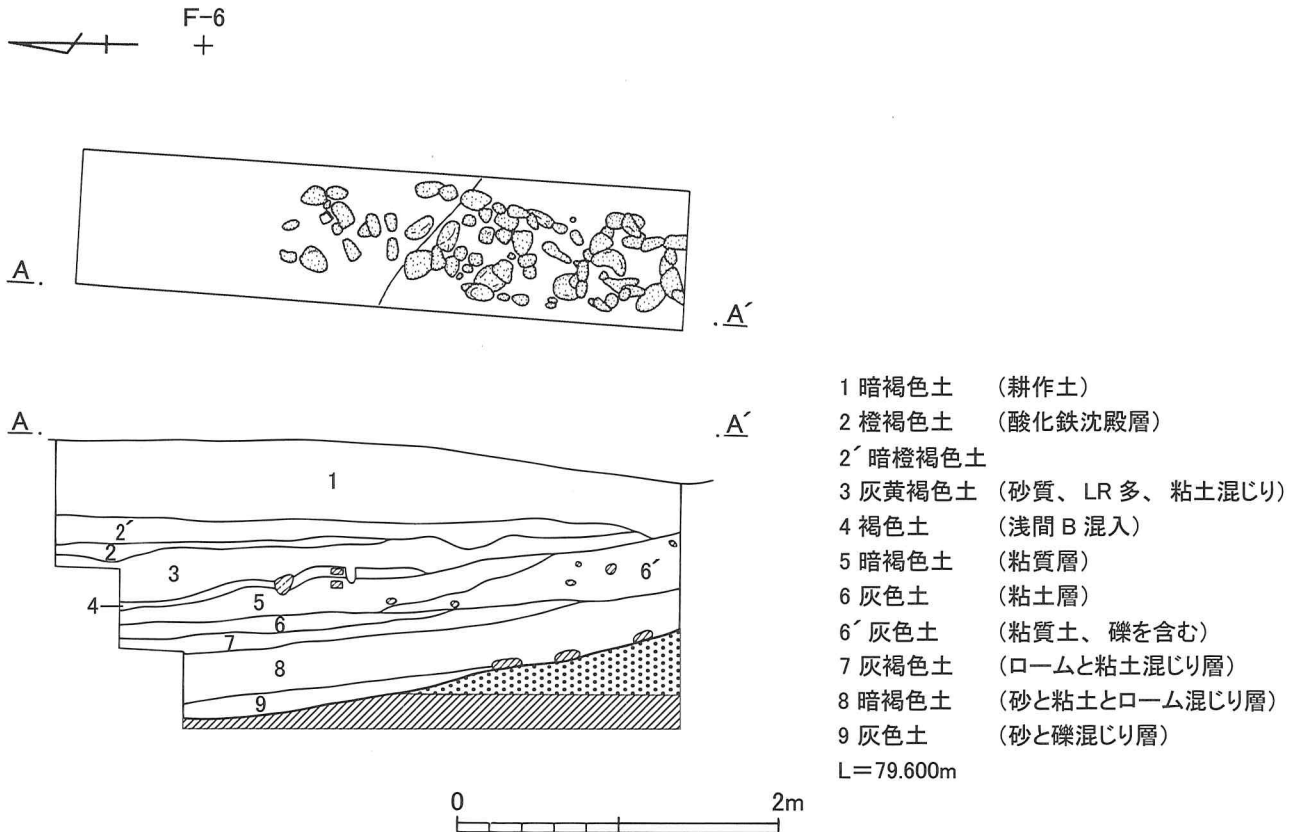 F-6
A .
. A´
A .
. A´
1
2´
2
3
6´
4
5
6
7
8
9
1 暗褐色土 (耕作土)
2 橙褐色土 (酸化鉄沈殿層)
2´ 暗橙褐色土
3 灰黄褐色土 (砂質、LR 多、粘土混じり)
4 褐色土 (浅間 B 混入)
5 暗褐色土 (粘質層)
6 灰色土 (粘土層)
6´ 灰色土 (粘質土、礫を含む)
7 灰褐色土 (ロームと粘土混じり層)
8 暗褐色土 (砂と粘土とローム混じり層)
9 灰色土 (砂と礫混じり層)
L=79.600m
0 2m